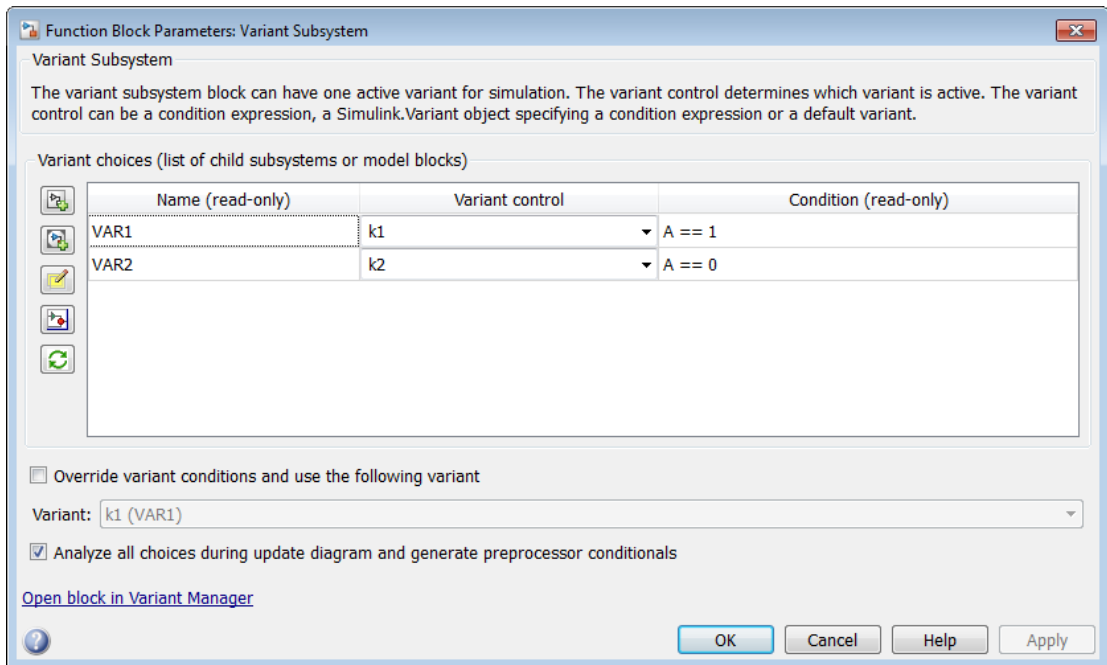 Function Block Parameters: Variant Subsystem
Variant Subsystem
The variant subsystem block can have one active variant for simulation. The variant control determines which variant is active. The variant
control can be a condition expression, a Simulink.Variant object specifying a condition expression or a default variant.
Variant choices (list of child subsystems or model blocks)
Name (read-only) Variant control Condition (read-only)
VAR1 k1 A == 1
VAR2 k2 A == 0
Override variant conditions and use the following variant
Variant: k1 (VAR1)
Analyze all choices during update diagram and generate preprocessor conditionals
Open block in Variant Manager
OK Cancel Help Apply